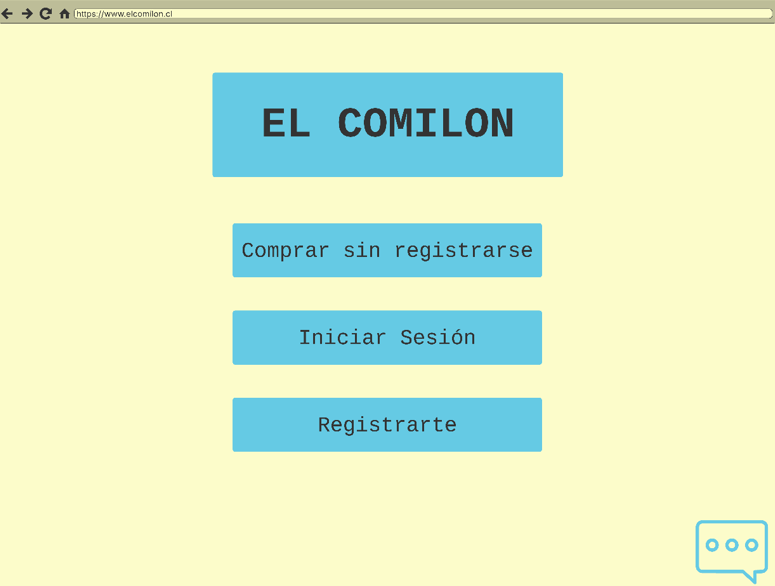 https://www.elcomilon.cl
EL COMILON
Comprar sin registrarse
Iniciar Sesión
Registrarte